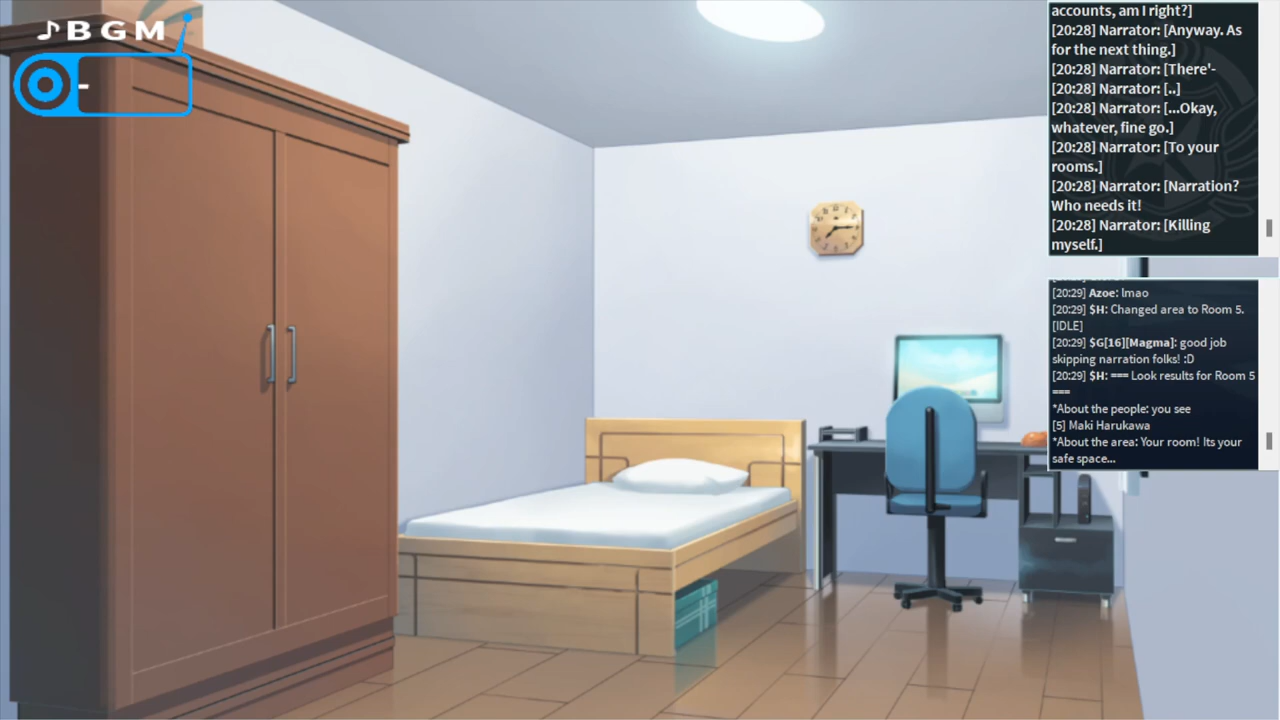 ♪BGM
-
accounts, am I right?]
[20:28] Narrator: [Anyway. As
for the next thing.]
[20:28] Narrator: [There'-
[20:28] Narrator: [..]
[20:28] Narrator: [...Okay,
whatever, fine go.]
[20:28] Narrator: [To your
rooms.]
[20:28] Narrator: [Narration?
Who needs it!
[20:28] Narrator: [Killing
myself.]
[20:29] Azoe: lmao
[20:29] $H: Changed area to Room 5.
[IDLE]
[20:29] $G[16][Magma]: good job
skipping narration folks! :D
[20:29] $H: === Look results for Room 5
===
*About the people: you see
[5] Maki Harukawa
*About the area: Your room! Its your
safe space...